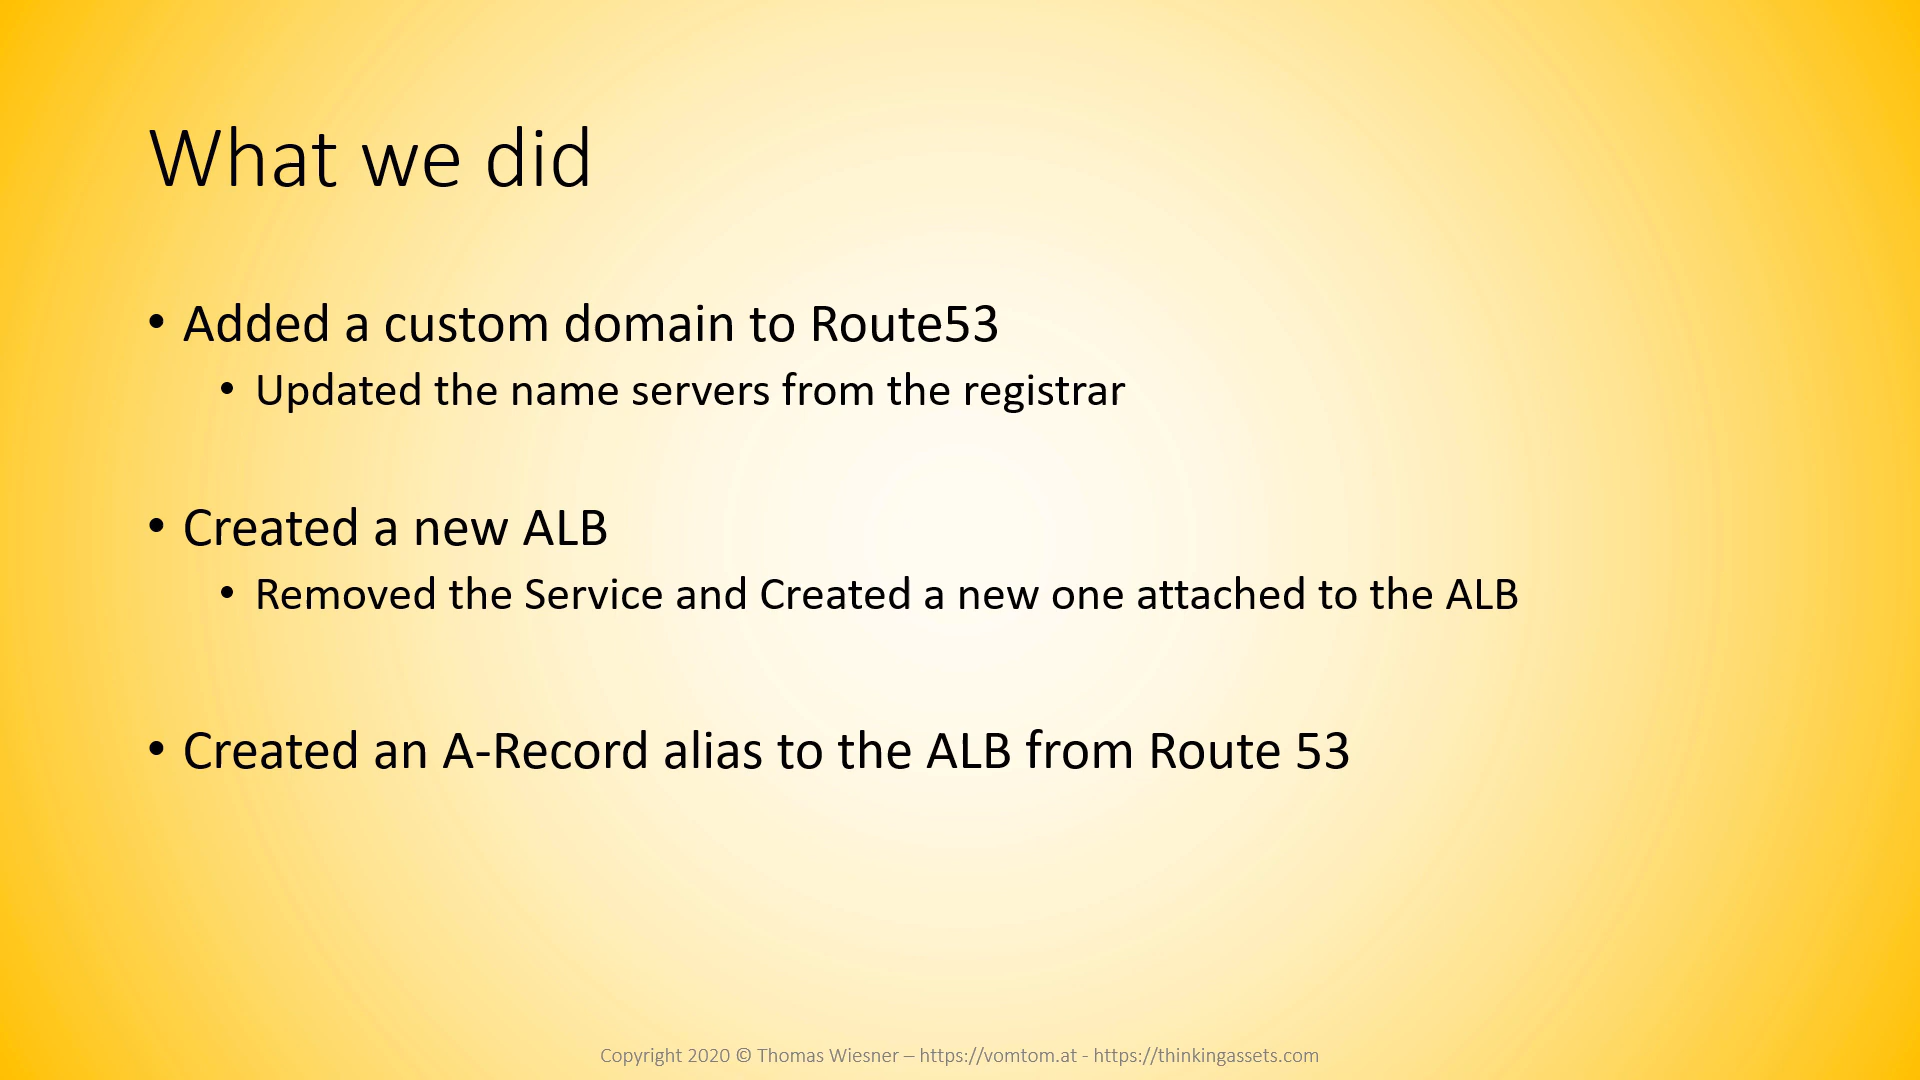 What we did
• Added a custom domain to Route53
• Updated the name servers from the registrar
• Created a new ALB
• Removed the Service and Created a new one attached to the ALB
• Created an A-Record alias to the ALB from Route 53
Copyright 2020 © Thomas Wiesner – https://vomtom.at - https://thinkingassets.com